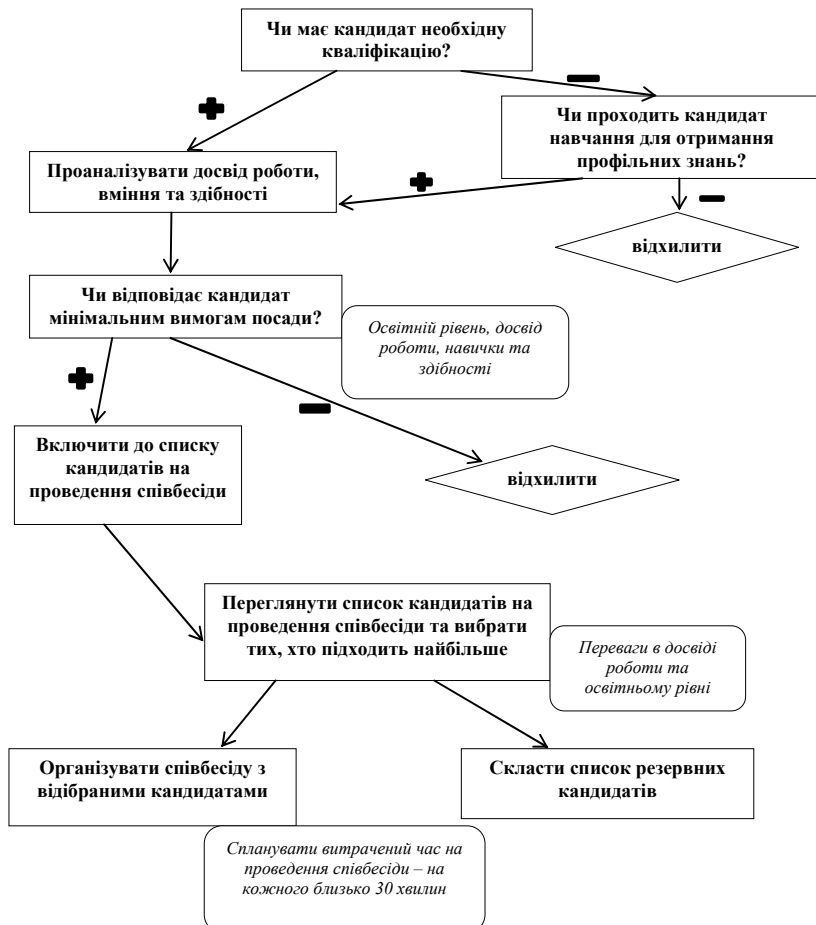 Чи має кандидат необхідну
кваліфікацію?
Чи проходить кандидат
навчання для отримання
профільних знань?
Проаналізувати досвід роботи,
вміння та здібності
відхилити
Чи відповідає кандидат
мінімальним вимогам посади?
Освітній рівень, досвід
роботи, навички та
здібності
Включити до списку
кандидатів на
проведення співбесіди
відхилити
Переглянути список кандидатів на
проведення співбесіди та вибрати
тих, хто підходить найбільше
Переваги в досвіді
роботи та
освітньому рівні
Організувати співбесіду з
відібраними кандидатами
Скласти список резервних
кандидатів
Спланувати витрачений час на
проведення співбесіди – на
кожного близько 30 хвилин